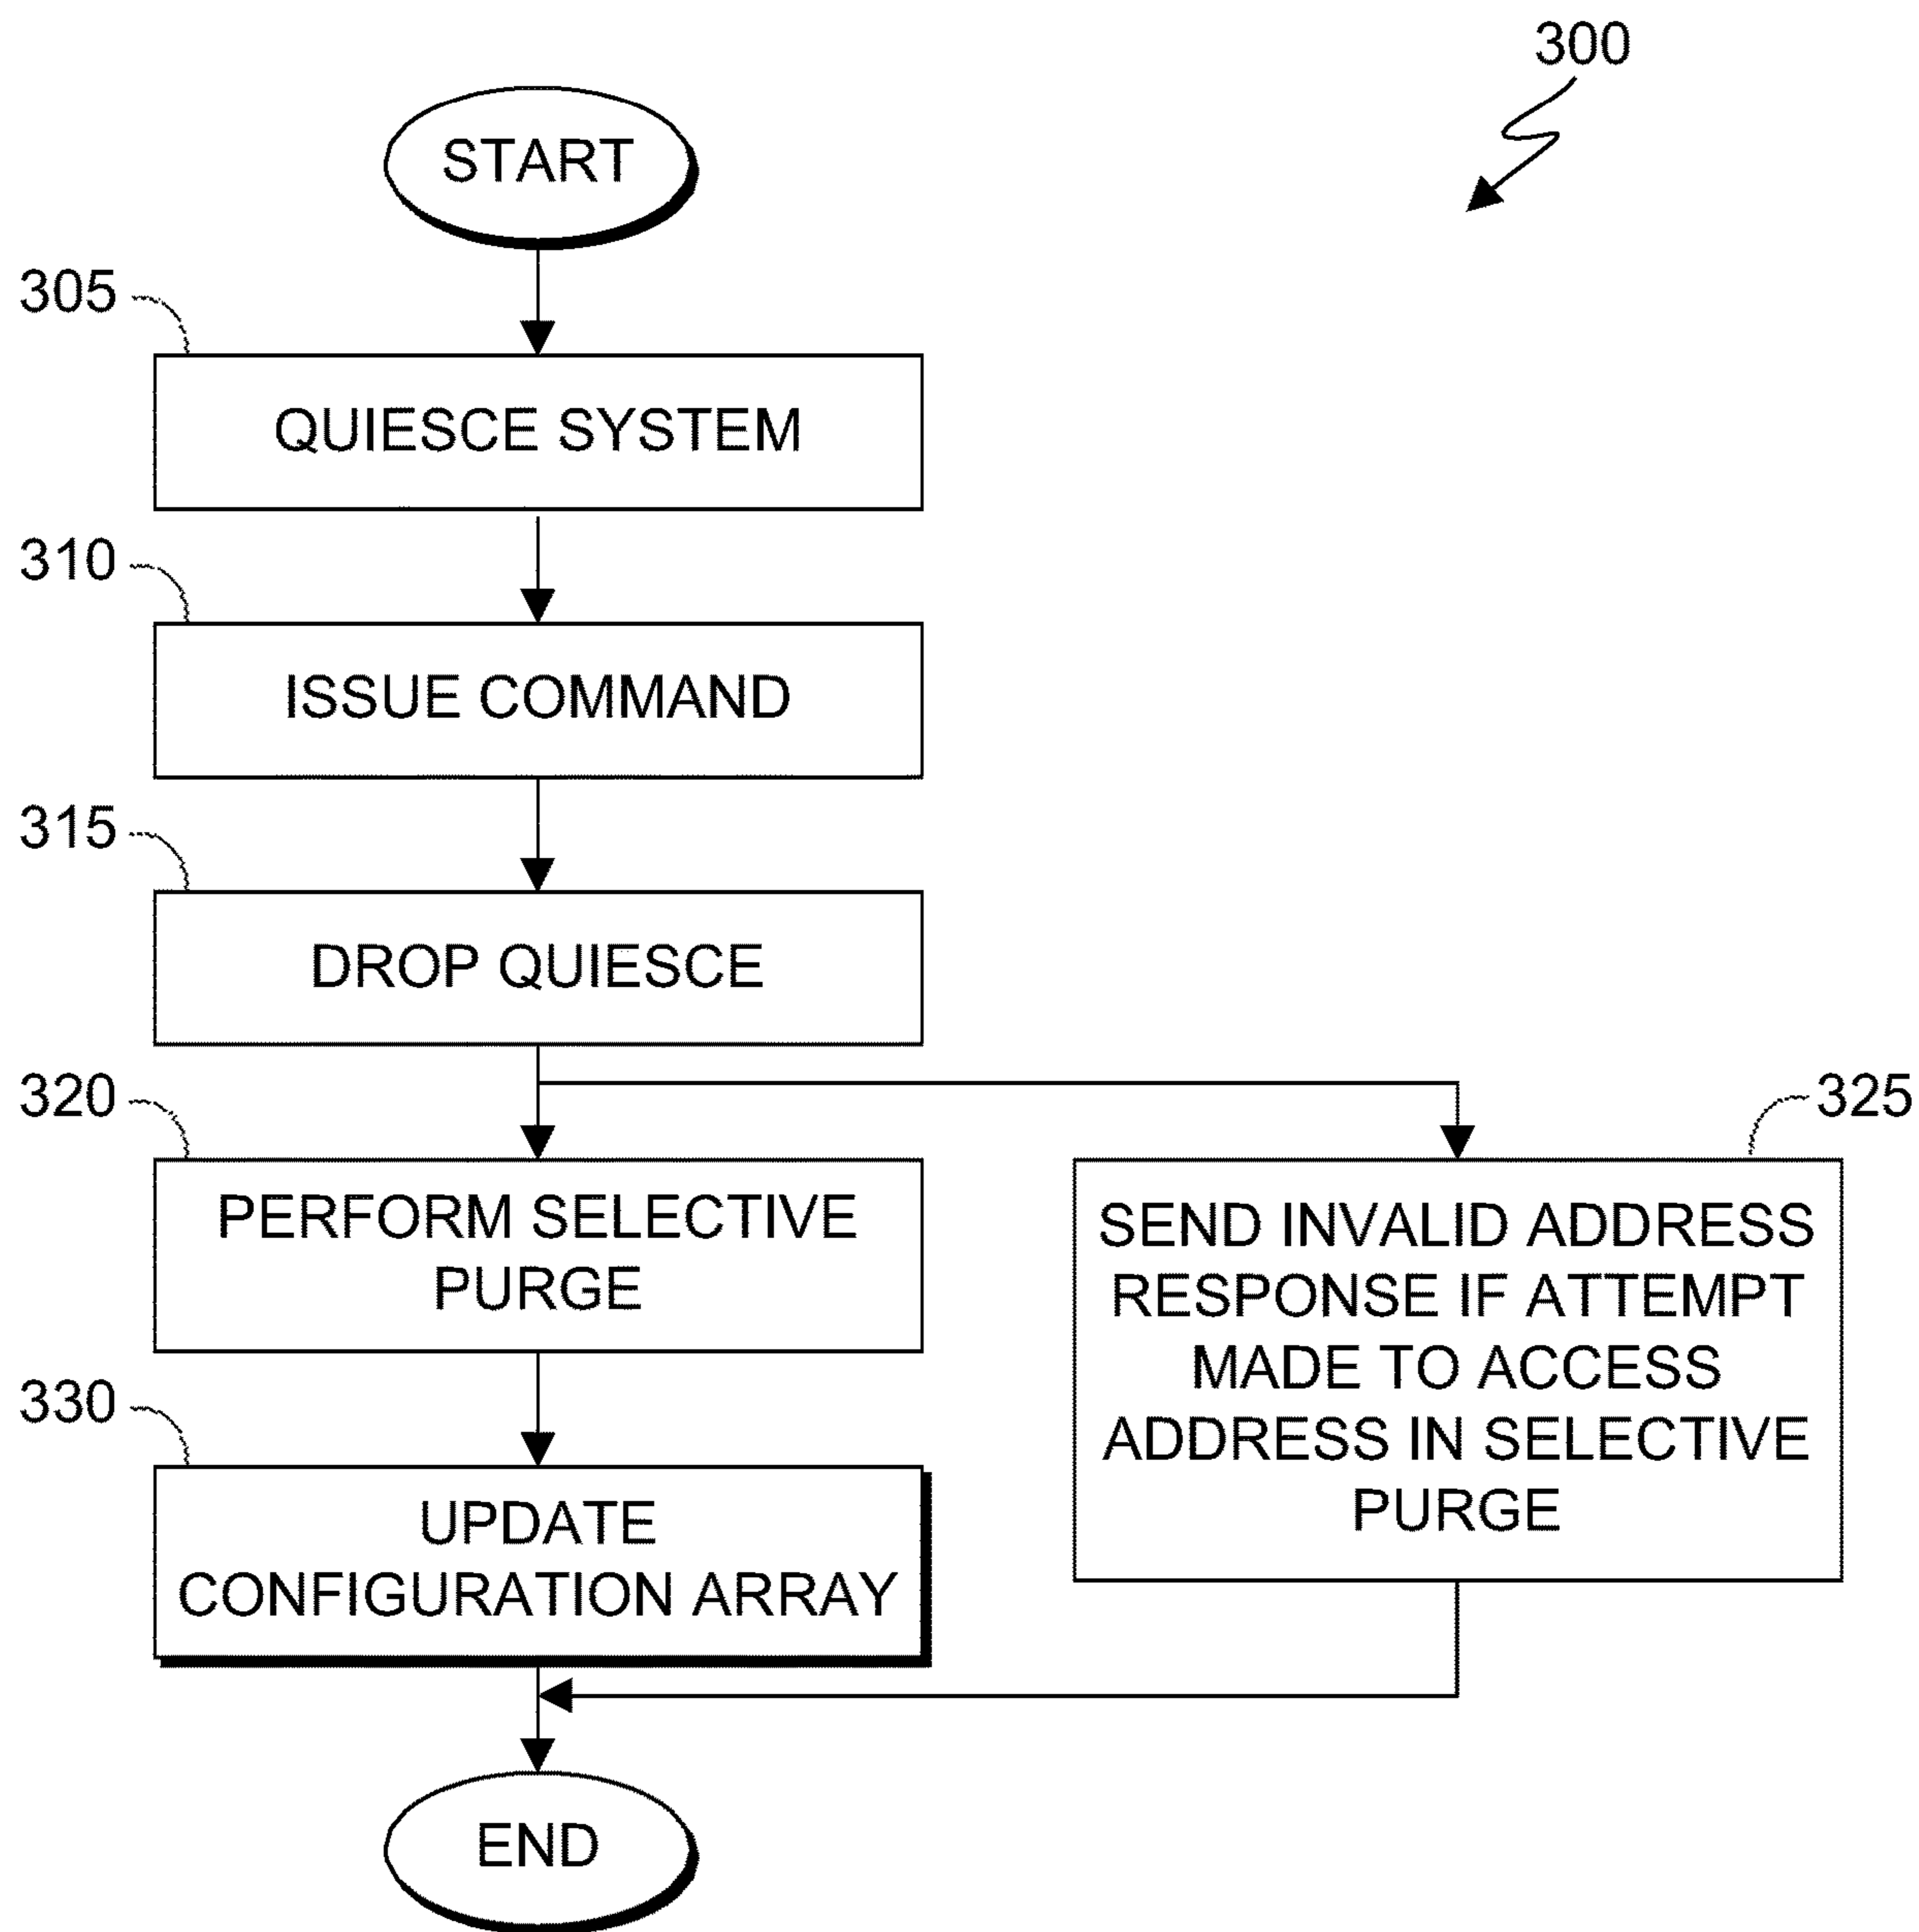 300
START
305
QUIESCE SYSTEM
310
ISSUE COMMAND
315
DROP QUIESCE
320
PERFORM SELECTIVE
PURGE
325
SEND INVALID ADDRESS
RESPONSE IF ATTEMPT
MADE TO ACCESS
ADDRESS IN SELECTIVE
PURGE
330
UPDATE
CONFIGURATION ARRAY
END